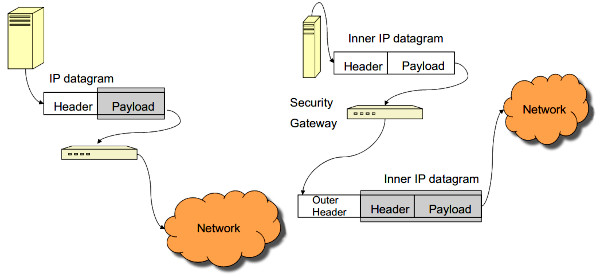 IP datagram
Header Payload
Network
Inner IP datagram
Header Payload
Security
Gateway
Inner IP datagram
Outer
Header
Header Payload
Network